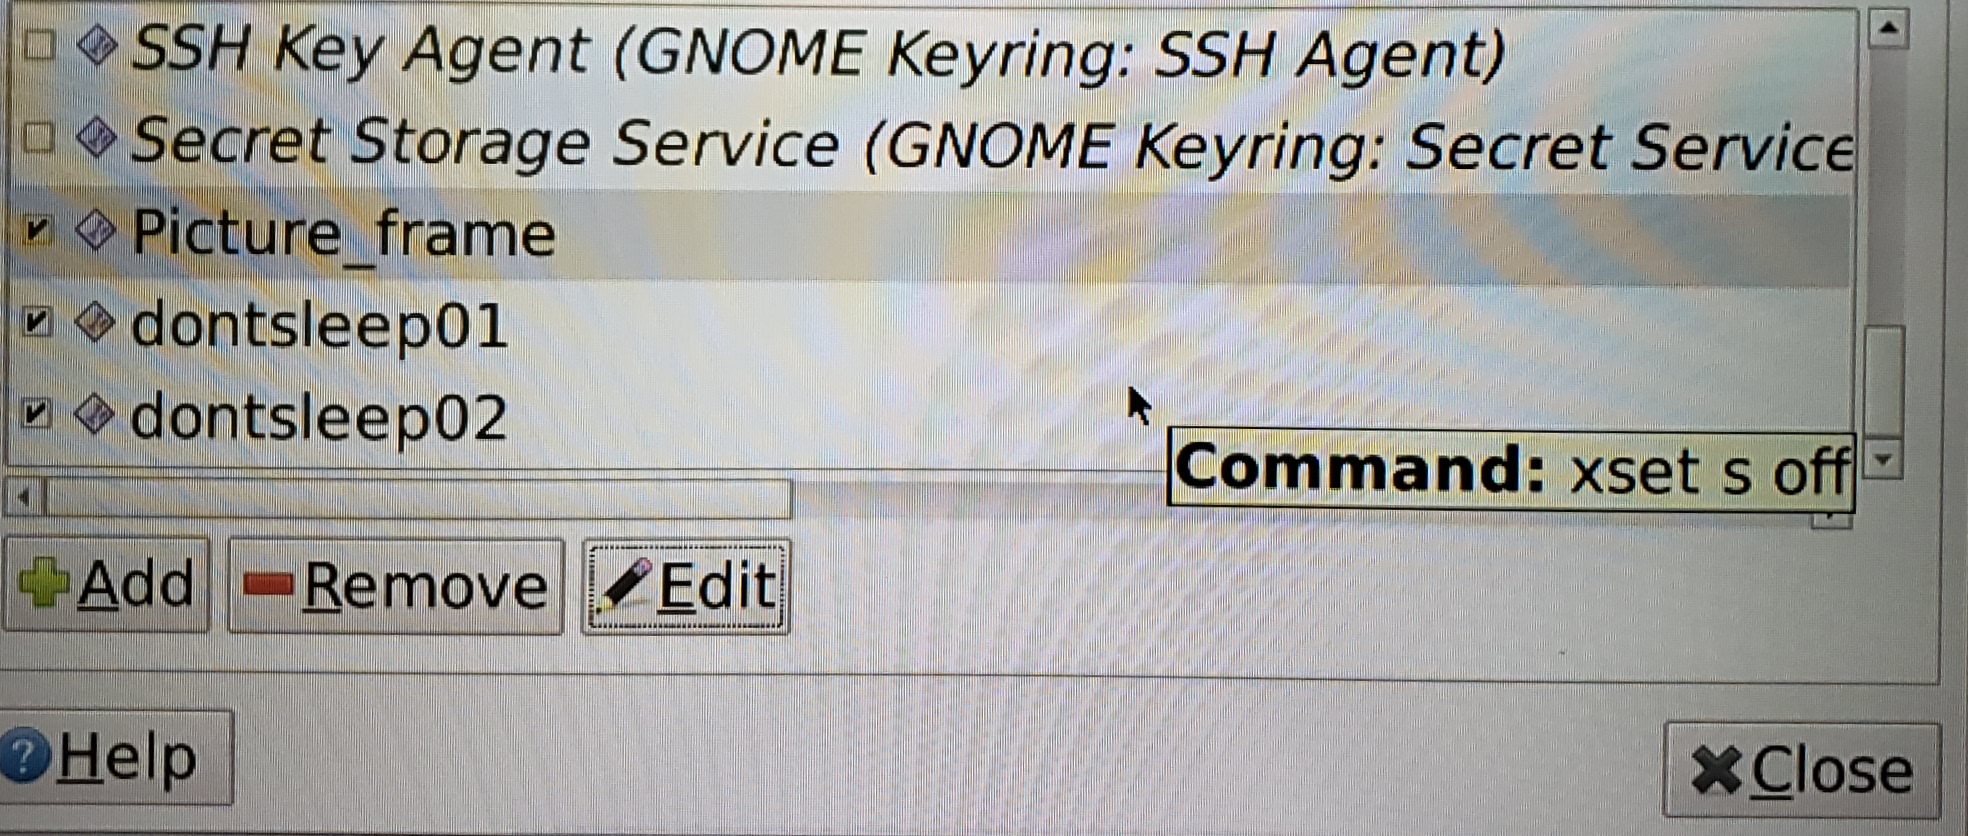 SSH Key Agent (GNOME Keyring: SSH Agent)
Secret Storage Service (GNOME Keyring: Secret Service
Picture_frame
dontsleep01
dontsleep02
Command: xset s off
Add Remove Edit
Help Close